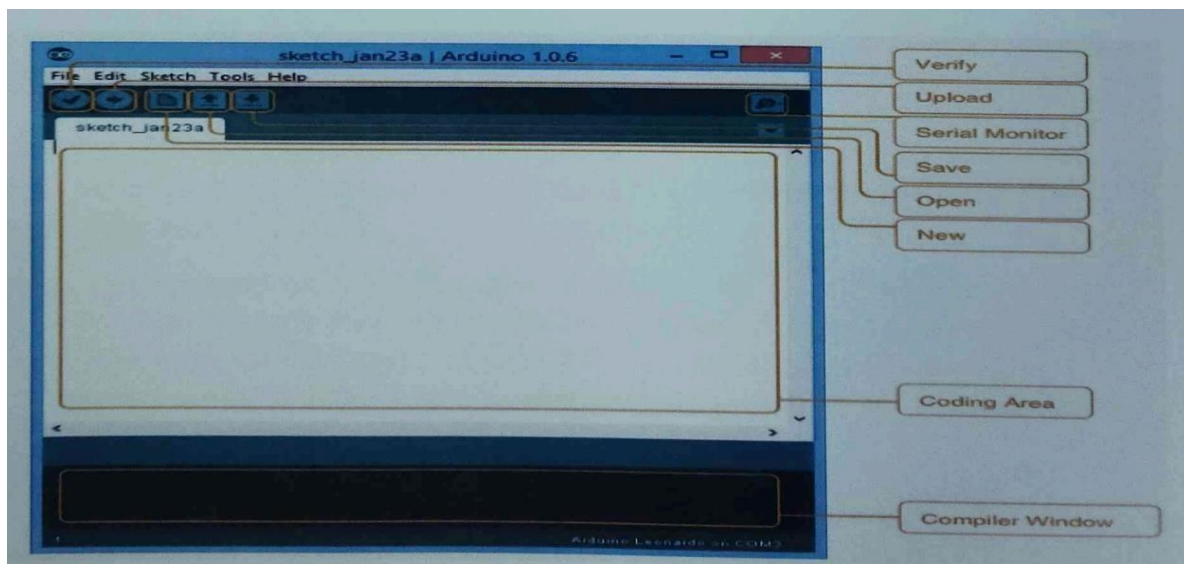 sketch_jan23a | Arduino 1.0.6
File Edit Sketch Tools Help
sketch_jan23a
Verify
Upload
Serial Monitor
Save
Open
New
Coding Area
Compiler Window
1
Arduino Leonardo on COM3